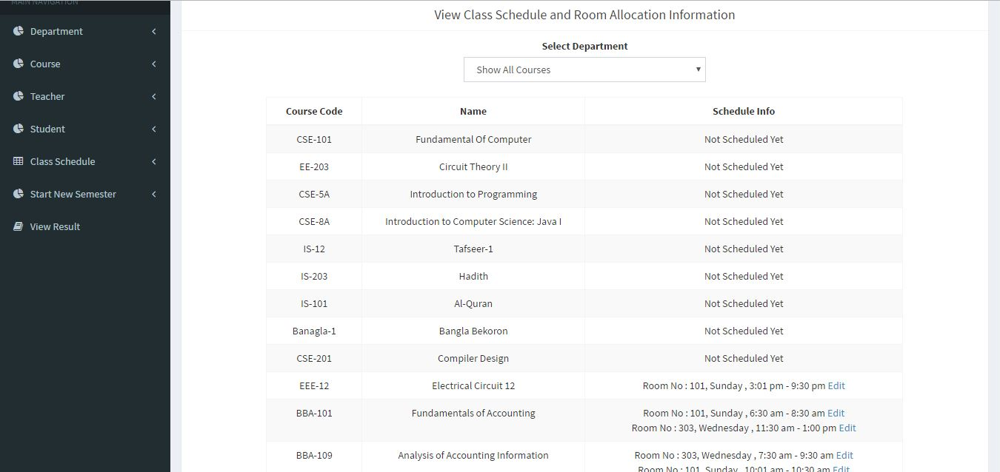 MAIN NAVIGATION
Department
Course
Teacher
Student
Class Schedule
Start New Semester
View Result
View Class Schedule and Room Allocation Information
Select Department
Show All Courses
Course Code Name Schedule Info
CSE-101 Fundamental Of Computer Not Scheduled Yet
EE-203 Circuit Theory II Not Scheduled Yet
CSE-5A Introduction to Programming Not Scheduled Yet
CSE-8A Introduction to Computer Science: Java I Not Scheduled Yet
IS-12 Tafseer-1 Not Scheduled Yet
IS-203 Hadith Not Scheduled Yet
IS-101 Al-Quran Not Scheduled Yet
Banagla-1 Bangla Bekoron Not Scheduled Yet
CSE-201 Compiler Design Not Scheduled Yet
EEE-12 Electrical Circuit 12 Room No : 101, Sunday , 3:01 pm - 9:30 pm Edit
BBA-101 Fundamentals of Accounting Room No : 101, Sunday , 6:30 am - 8:30 am Edit
Room No : 303, Wednesday , 11:30 am - 1:00 pm Edit
BBA-109 Analysis of Accounting Information Room No : 303, Wednesday , 7:30 am - 9:30 am Edit
Room No : 101, Sunday , 10:01 am - 10:30 am Edit